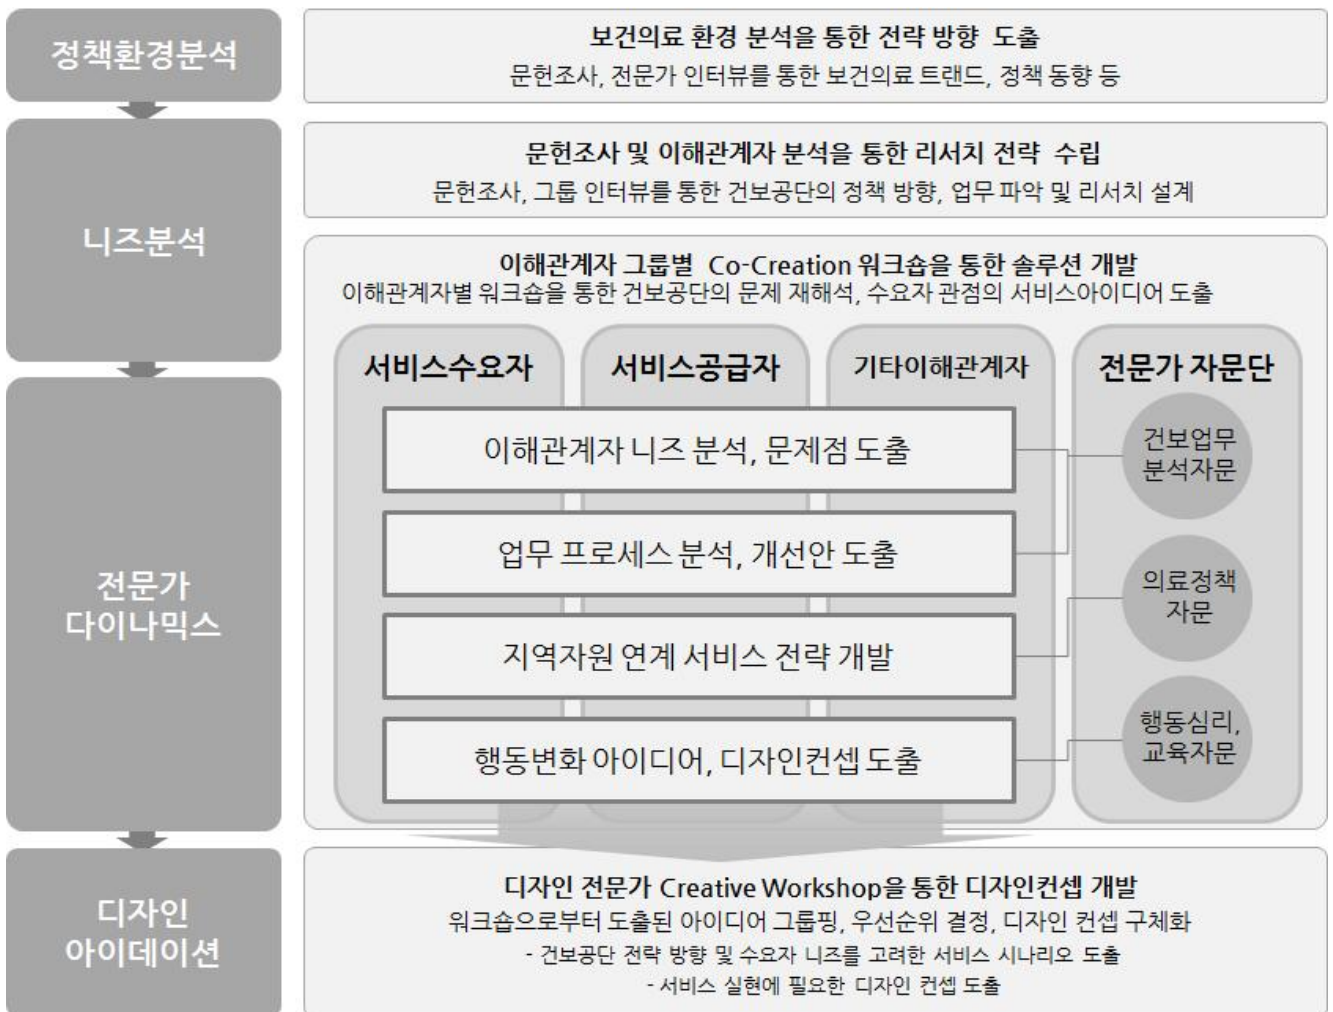 정책환경분석
보건의료 환경 분석을 통한 전략 방향 도출
문헌조사, 전문가 인터뷰를 통한 보건의료 트랜드, 정책 동향 등
니즈분석
문헌조사 및 이해관계자 분석을 통한 리서치 전략 수립
문헌조사, 그룹 인터뷰를 통한 건보공단의 정책 방향, 업무 파악 및 리서치 설계
이해관계자 그룹별 Co-Creation 워크숍을 통한 솔루션 개발
이해관계자별 워크숍을 통한 건보공단의 문제 재해석, 수요자 관점의 서비스아이디어 도출
서비스수요자
서비스공급자
기타이해관계자
전문가 자문단
이해관계자 니즈 분석, 문제점 도출
업무 프로세스 분석, 개선안 도출
지역자원 연계 서비스 전략 개발
행동변화 아이디어, 디자인컨셉 도출
건보업무
분석자문
의료정책
자문
행동심리,
교육자문
전문가
다이나믹스
디자인
아이데이션
디자인 전문가 Creative Workshop을 통한 디자인컨셉 개발
워크숍으로부터 도출된 아이디어 그룹핑, 우선순위 결정, 디자인 컨셉 구체화
- 건보공단 전략 방향 및 수요자 니즈를 고려한 서비스 시나리오 도출
- 서비스 실현에 필요한 디자인 컨셉 도출